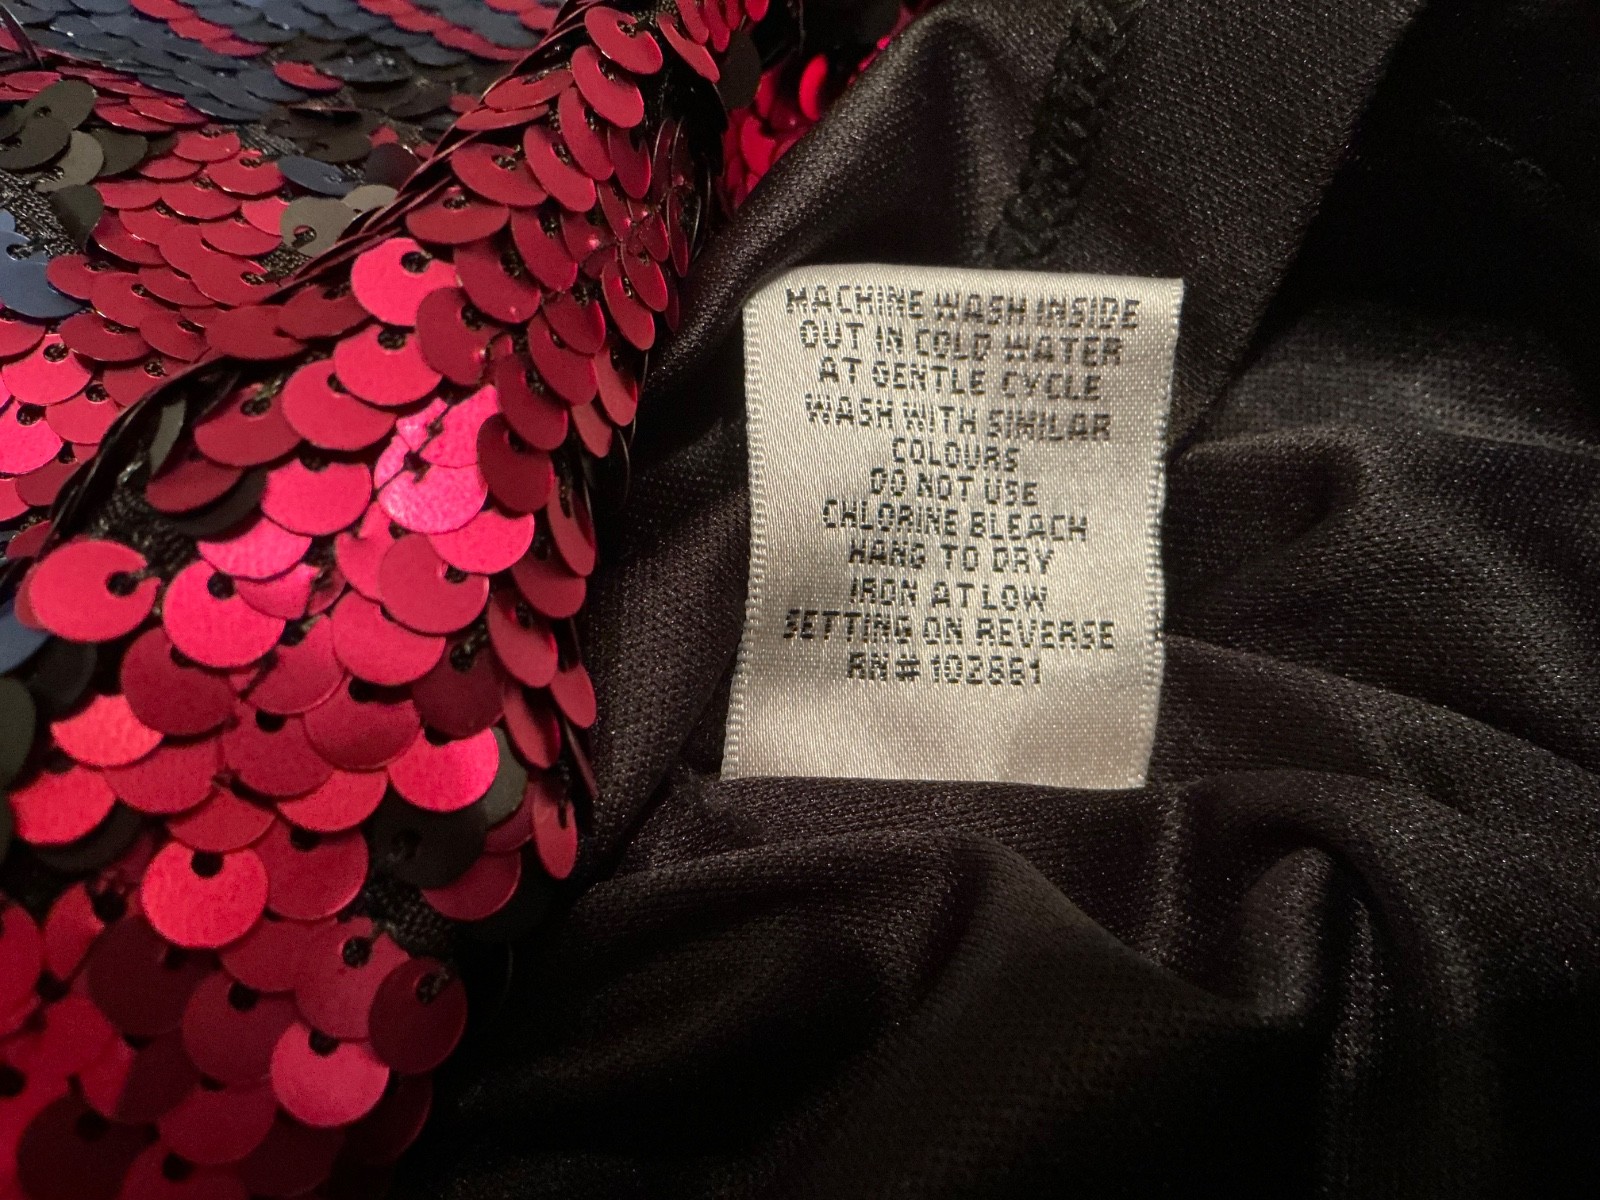 MACHINE WASH INSIDE
OUT IN COLD WATER
AT GENTLE CYCLE
WASH WITH SIMILAR
COLOURS
DO NOT USE
CHLORINE BLEACH
HANG TO DRY
IRON AT LOW
SETTING ON REVERSE
RN#